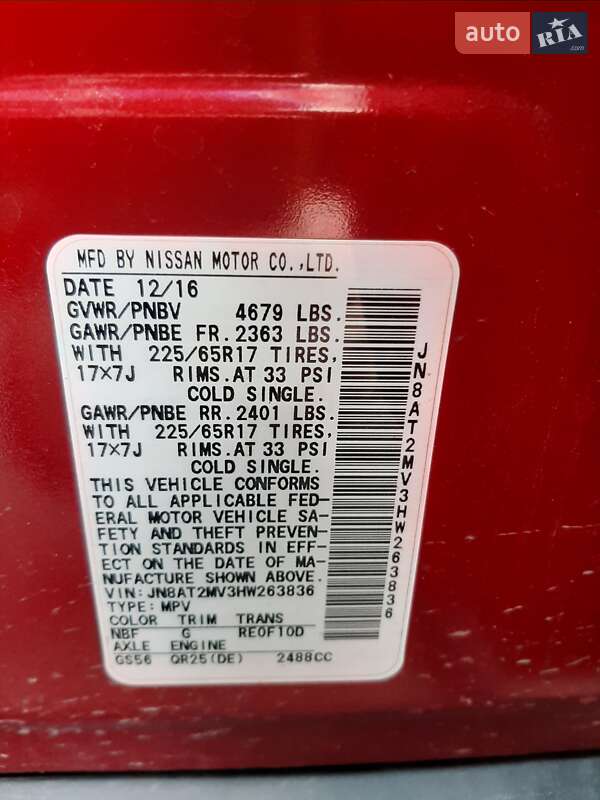 auto RIA.com
MFD BY NISSAN MOTOR CO.,LTD.
DATE 12/16
GVWR/PNBV 4679 LBS.
GAWR/PNBE FR.2363 LBS.
WITH 225/65R17 TIRES,
17×7J RIMS.AT 33 PSI
COLD SINGLE.
GAWR/PNBE RR.2401 LBS.
WITH 225/65R17 TIRES,
17×7J RIMS.AT 33 PSI
COLD SINGLE.
THIS VEHICLE CONFORMS
TO ALL APPLICABLE FED-
ERAL MOTOR VEHICLE SA-
FETY AND THEFT PREVEN-
TION STANDARDS IN EFF-
ECT ON THE DATE OF MA-
NUFACTURE SHOWN ABOVE.
VIN:JN8AT2MV3HW263836
TYPE:MPV
COLOR TRIM TRANS
NBF G RE0F10D
AXLE ENGINE
GS56 QR25(DE) 2488CC
JN8AT2MV3HW263836